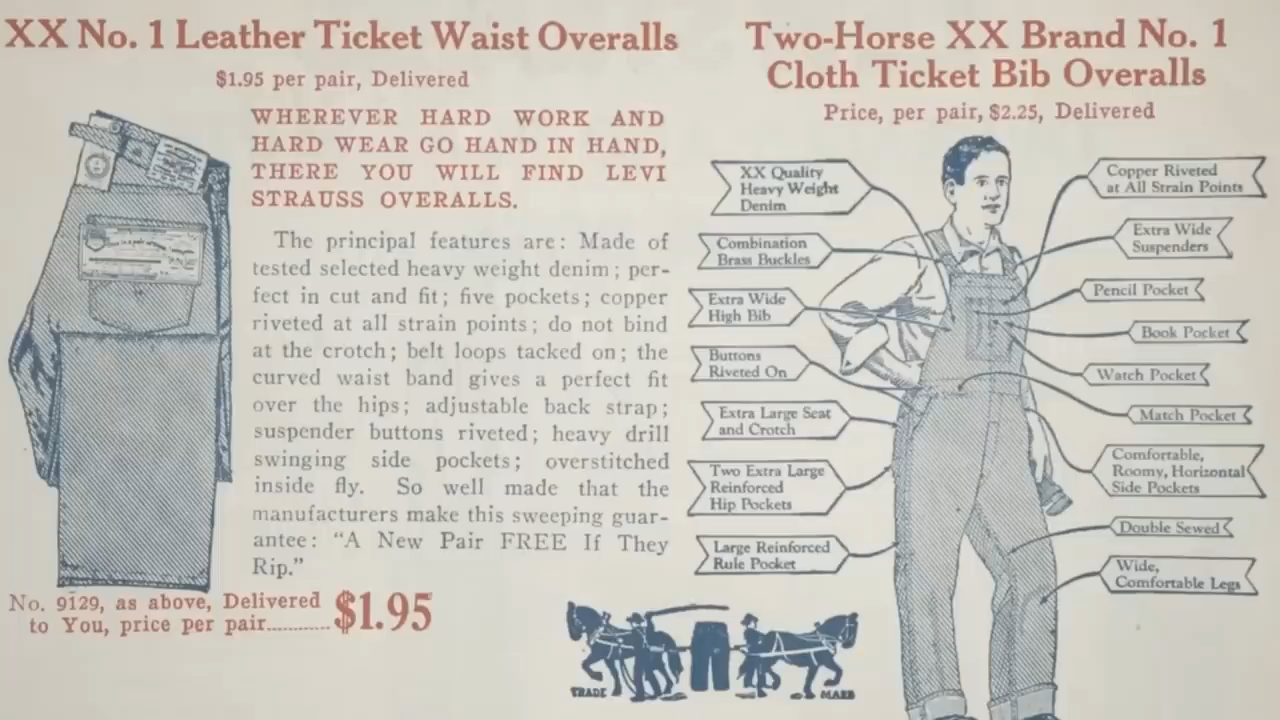 XX No. 1 Leather Ticket Waist Overalls
$1.95 per pair, Delivered
WHEREVER HARD WORK AND
HARD WEAR GO HAND IN HAND,
THERE YOU WILL FIND LEVI
STRAUSS OVERALLS.
The principal features are: Made of
tested selected heavy weight denim; per-
fect in cut and fit; five pockets; copper
riveted at all strain points; do not bind
at the crotch; belt loops tacked on; the
curved waist band gives a perfect fit
over the hips; adjustable back strap;
suspender buttons riveted; heavy drill
swinging side pockets; overstitched
inside fly. So well made that the
manufacturers make this sweeping guar-
antee: “A New Pair FREE If They
Rip.”
No. 9129, as above, Delivered
to You, price per pair........... $1.95
Two-Horse XX Brand No. 1
Cloth Ticket Bib Overalls
Price, per pair, $2.25, Delivered
XX Quality
Heavy Weight
Denim
Combination
Brass Buckles
Extra Wide
High Bib
Buttons
Riveted On
Extra Large Seat
and Crotch
Two Extra Large
Reinforced
Hip Pockets
Large Reinforced
Rule Pocket
Copper Riveted
at All Strain Points
Extra Wide
Suspenders
Pencil Pocket
Book Pocket
Watch Pocket
Match Pocket
Comfortable,
Roomy, Horizontal
Side Pockets
Double Sewed
Wide,
Comfortable Legs
TRADE MARK